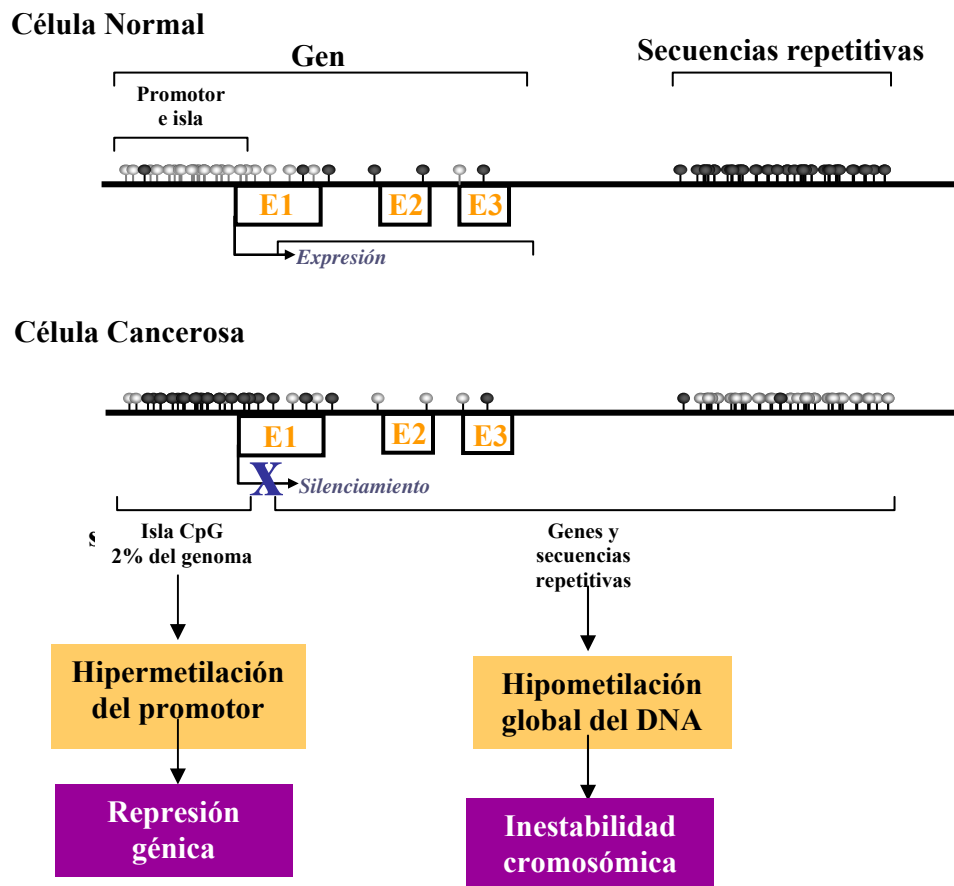 Célula Normal
Gen
Secuencias repetitivas
Promotor
e isla
E1
E2
E3
Expresión
Célula Cancerosa
E1
E2
E3
X
Silenciamiento
s
Isla CpG
2% del genoma
Genes y
secuencias
repetitivas
Hipermetilación
del promotor
Hipometilación
global del DNA
Represión
génica
Inestabilidad
cromosómica